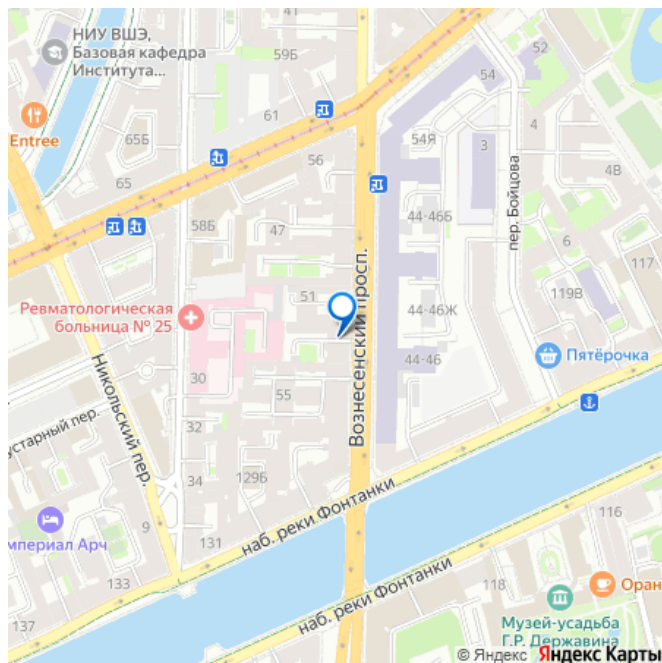 НИУ ВШЭ,
Базовая кафедра
Института...
59Б
52
54
Entree
61
65Б
54Я
3
4
56
4В
65
58Б
47
44-46Б
пер. Бойцова
6
117
Вознесенский просп.
51
119В
Ревматологическая
больница № 25
44-46Ж
44-46
Пятёрочка
30
55
Никольский пер.
устарный пер.
32
129Б
34
наб. реки Фонтанки
9
мпериал Арч
131
116
133
наб. реки Фонтанки
118
Оран
Музей-усадьба
Г.Р. Державина
© Яндекс Яндекс Карты